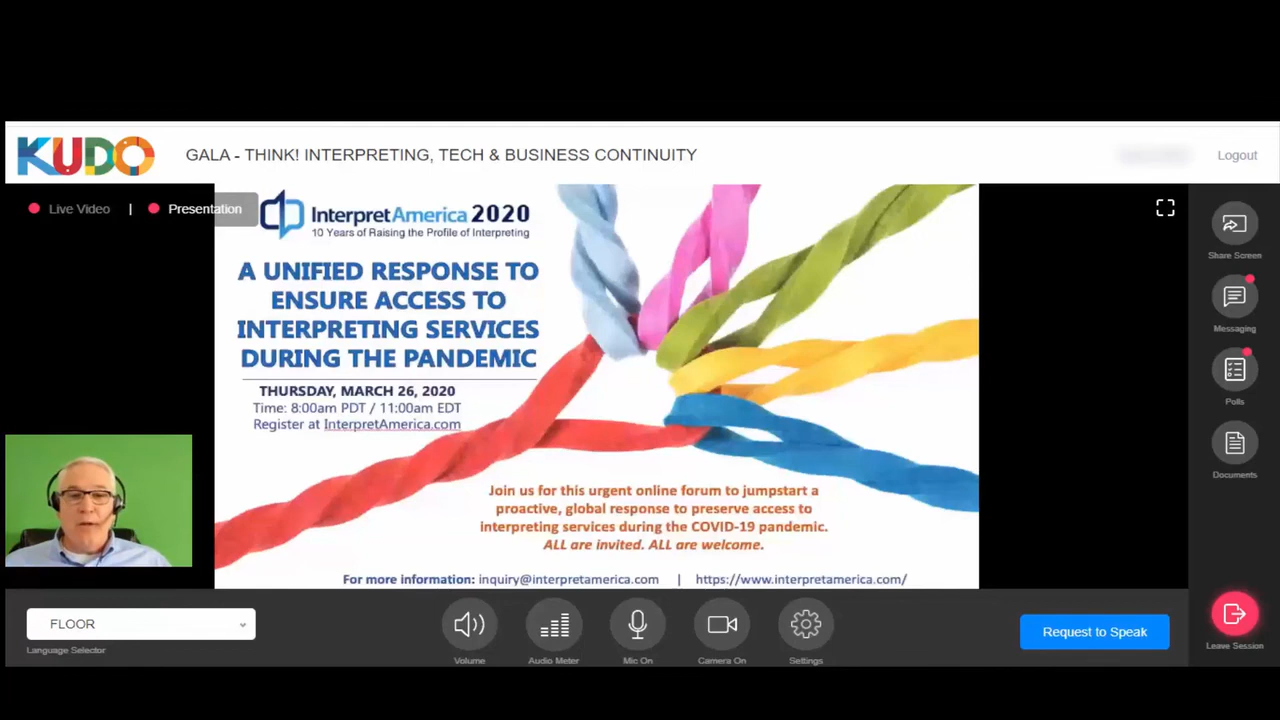 KUDO
GALA - THINK! INTERPRETING, TECH & BUSINESS CONTINUITY
Logout
Live Video | Presentation
InterpretAmerica 2020
10 Years of Raising the Profile of Interpreting
A UNIFIED RESPONSE TO
ENSURE ACCESS TO
INTERPRETING SERVICES
DURING THE PANDEMIC
THURSDAY, MARCH 26, 2020
Time: 8:00am PDT / 11:00am EDT
Register at InterpretAmerica.com
Join us for this urgent online forum to jumpstart a
proactive, global response to preserve access to
interpreting services during the COVID-19 pandemic.
ALL are invited. ALL are welcome.
For more information: inquiry@interpretamerica.com | https://www.interpretamerica.com/
Share Screen
Messaging
Polls
Documents
Leave Session
FLOOR
Language Selector
Volume
Audio Meter
Mic On
Camera On
Settings
Request to Speak